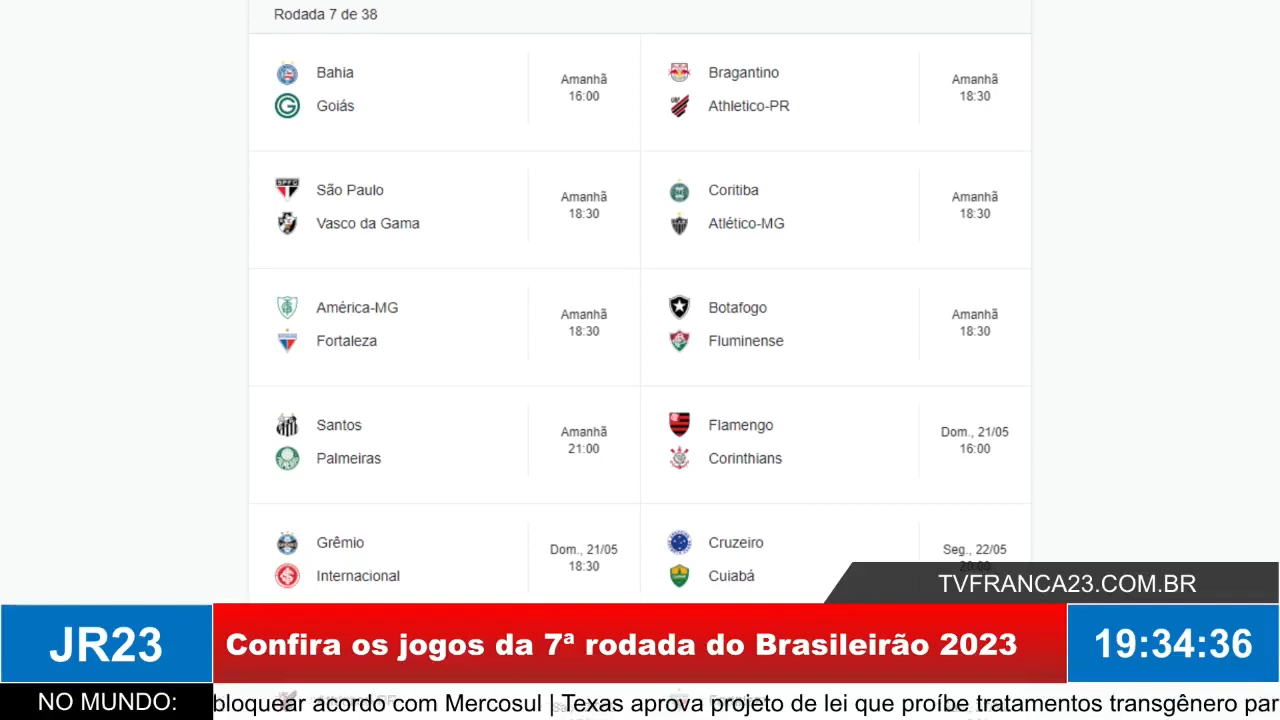 Rodada 7 de 38
Bahia
Goiás
Amanhã
16:00
Bragantino
Athletico-PR
Amanhã
18:30
São Paulo
Vasco da Gama
Amanhã
18:30
Coritiba
Atlético-MG
Amanhã
18:30
América-MG
Fortaleza
Amanhã
18:30
Botafogo
Fluminense
Amanhã
18:30
Santos
Palmeiras
Amanhã
21:00
Flamengo
Corinthians
Dom., 21/05
16:00
Grêmio
Internacional
Dom., 21/05
18:30
Cruzeiro
Cuiabá
Seg., 22/05
20:00
TVFRANCA23.COM.BR
JR23
Confira os jogos da 7ª rodada do Brasileirão 2023
19:34:36
NO MUNDO:
bloquear acordo com Mercosul | Texas aprova projeto de lei que proíbe tratamentos transgênero par